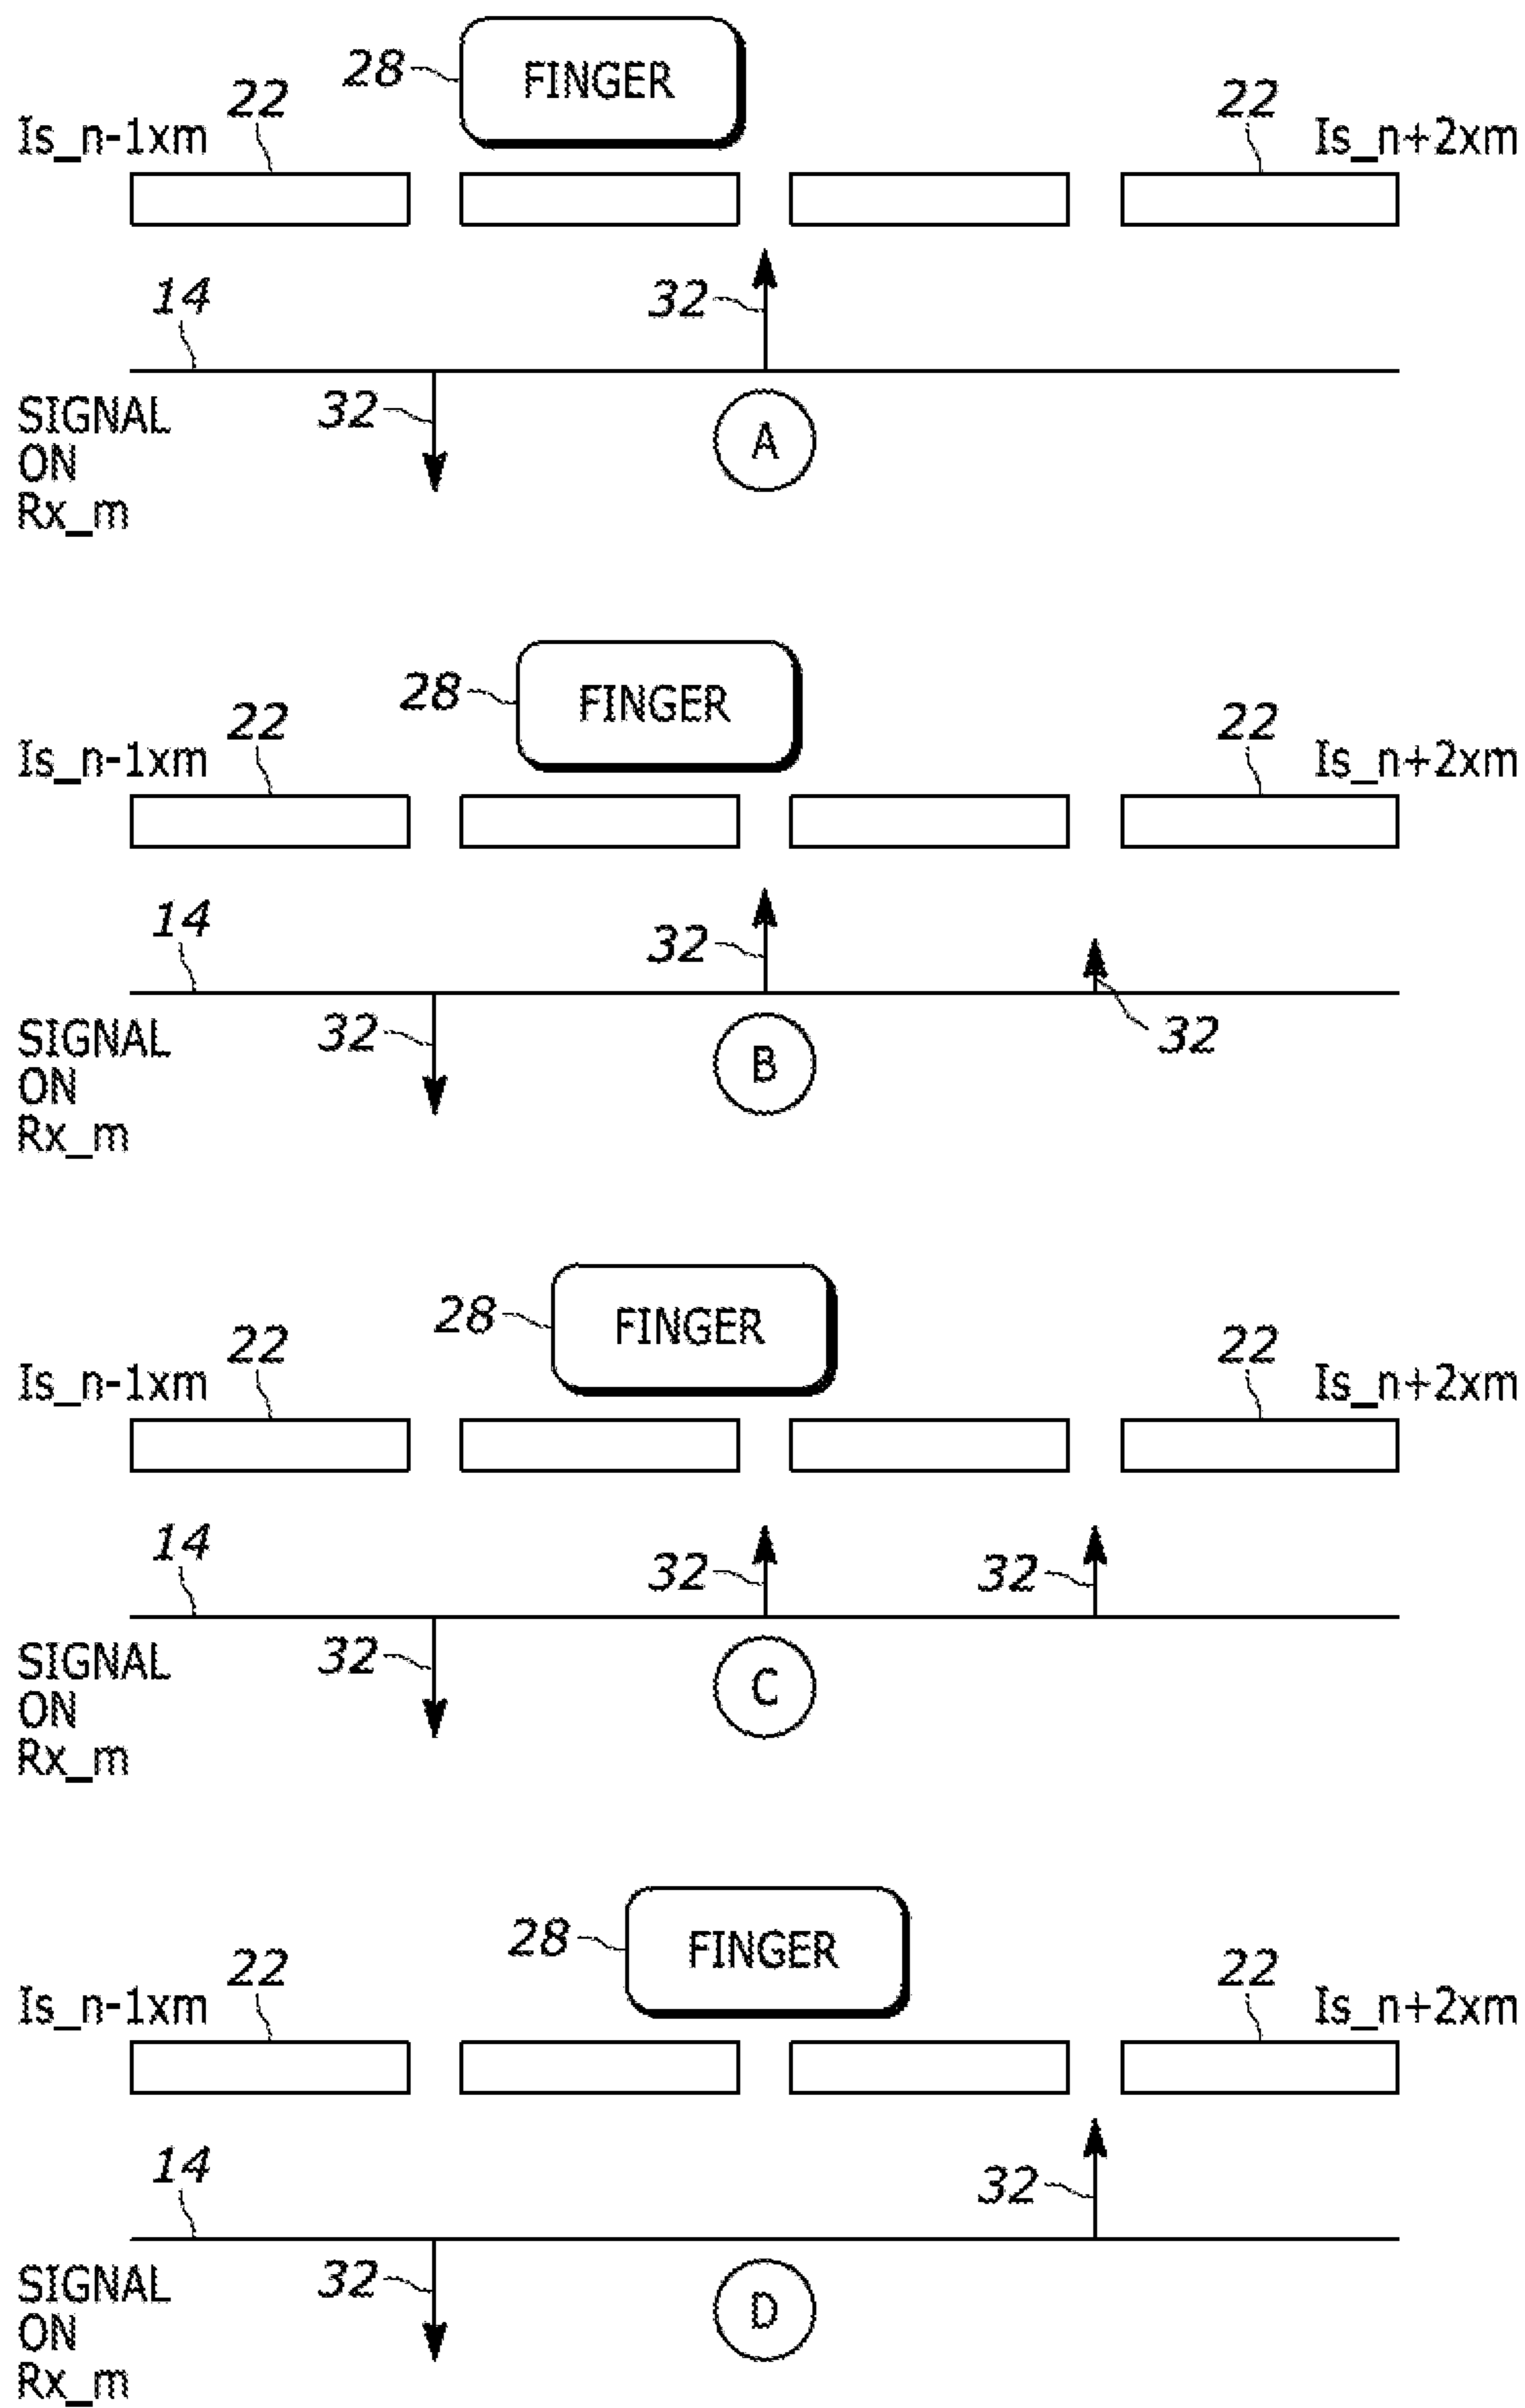 28 FINGER
22 22
Is_n-1xm Is_n+2xm
14 32
32
SIGNAL
ON
Rx_m
A
28 FINGER
22 22
Is_n-1xm Is_n+2xm
14 32
32 32
SIGNAL
ON
Rx_m
B
28 FINGER
22 22
Is_n-1xm Is_n+2xm
14 32 32
32
SIGNAL
ON
Rx_m
C
28 FINGER
22 22
Is_n-1xm Is_n+2xm
14 32
32
SIGNAL
ON
Rx_m
D